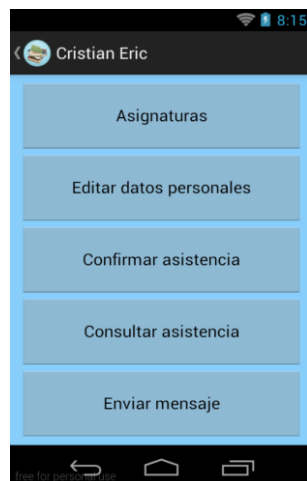 8:15
Cristian Eric
Asignaturas
Editar datos personales
Confirmar asistencia
Consultar asistencia
Enviar mensaje
free for personal use